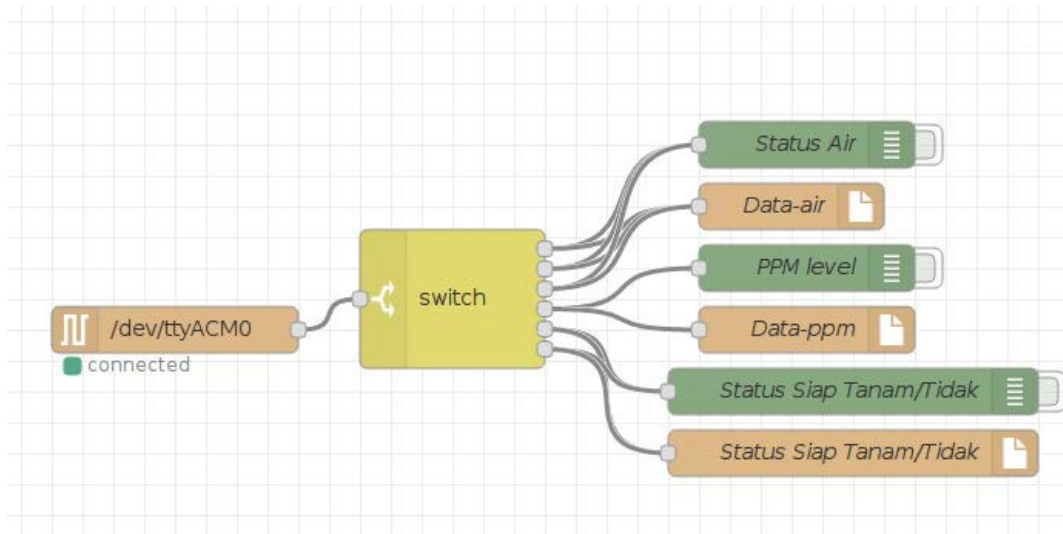 Status Air
Data-air
PPM level
switch
/dev/ttyACM0
Data-ppm
connected
Status Siap Tanam/Tidak
Status Siap Tanam/Tidak